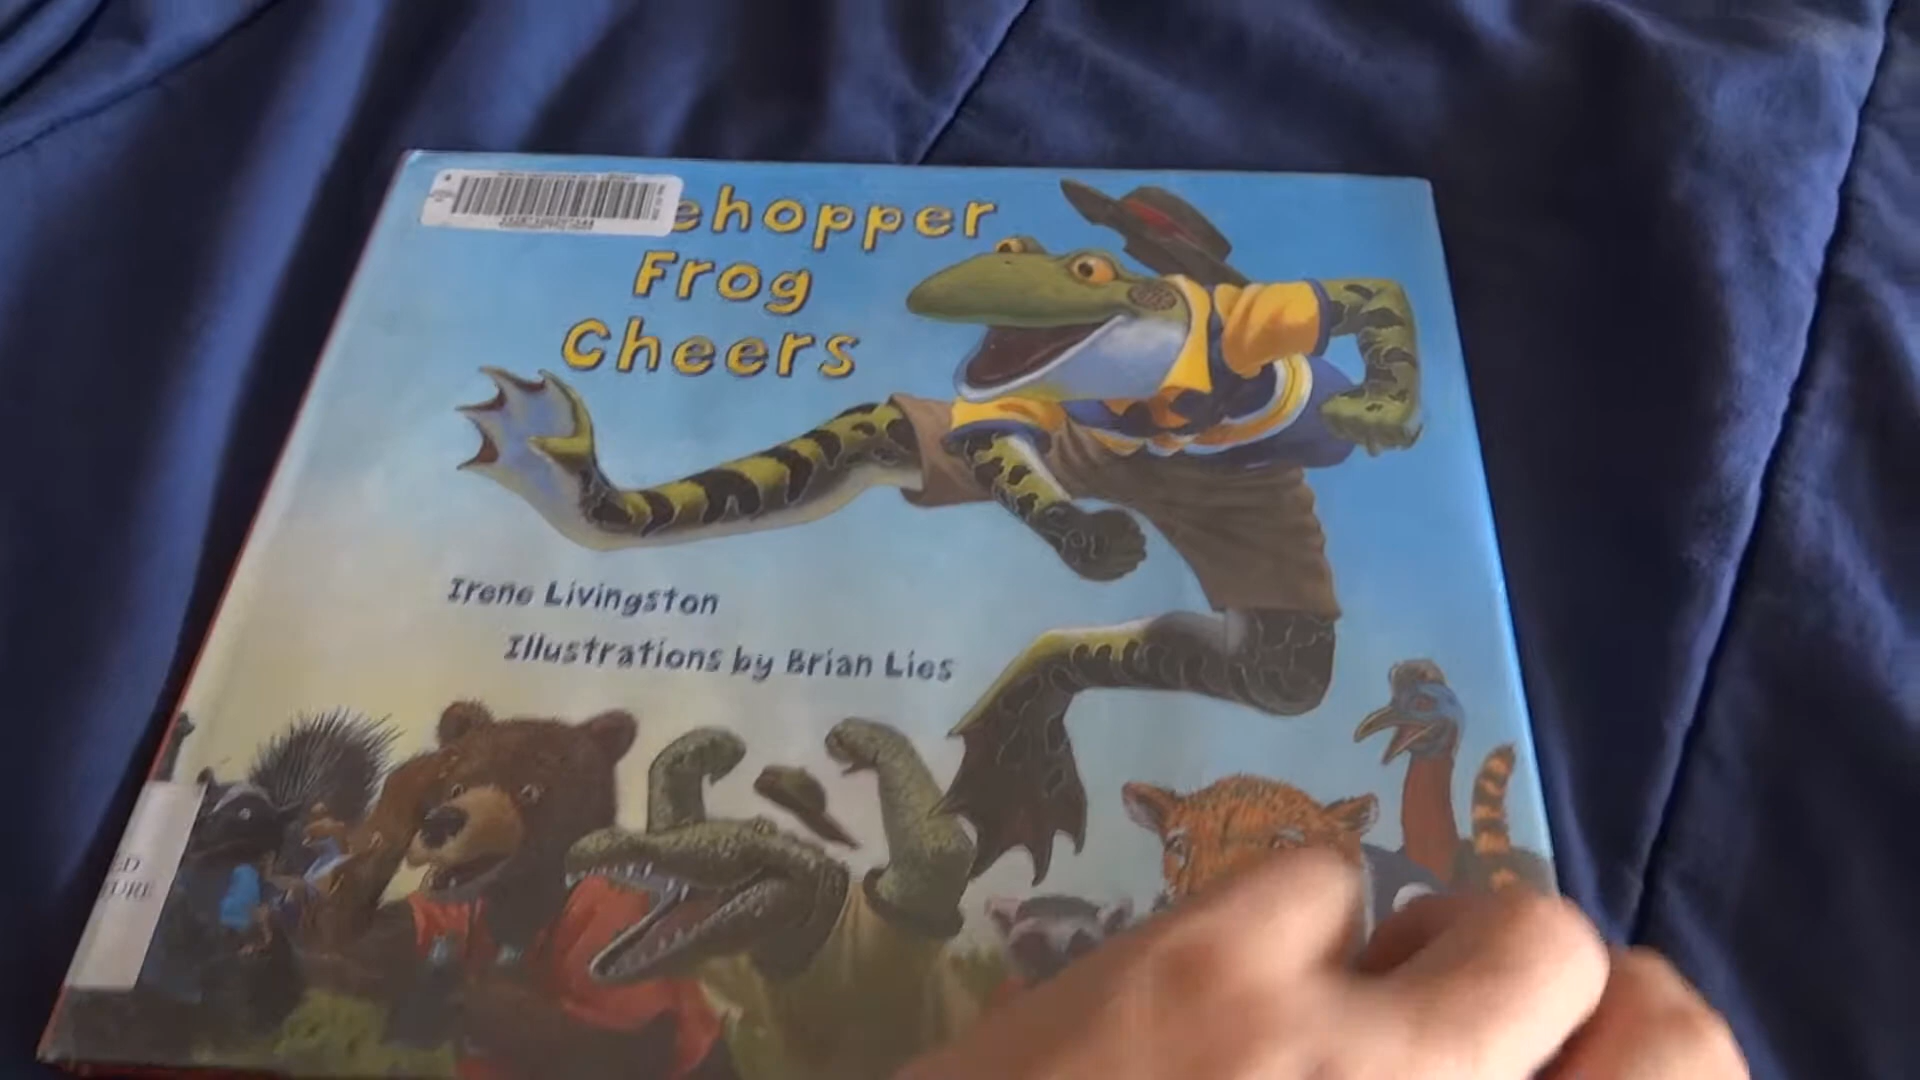 ehopper
Frog
Cheers
Irene Livingston
Illustrations by Brian Lies